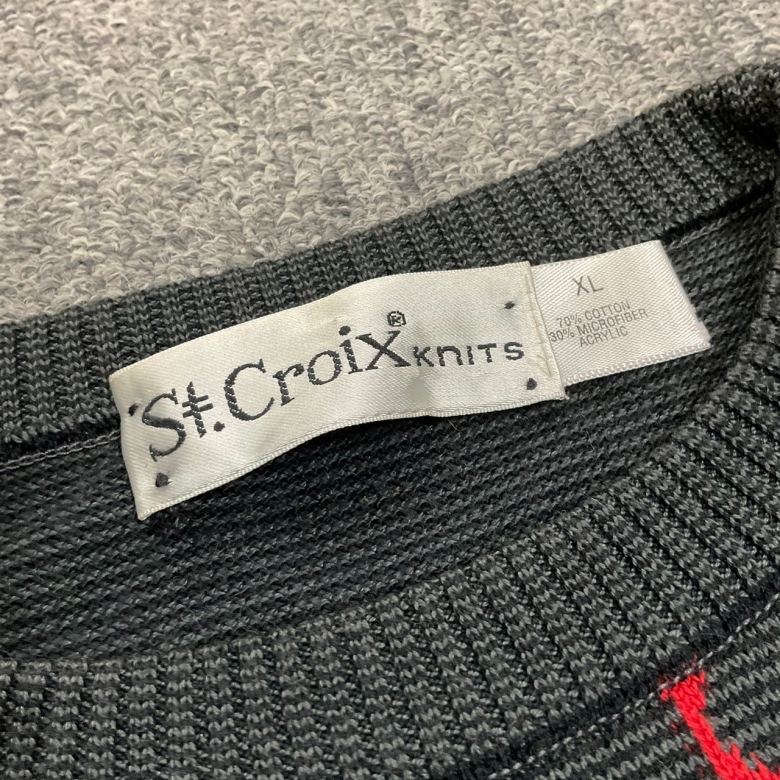 St.Croix® KNITS
XL
70% COTTON
30% MICROFIBER
ACRYLIC